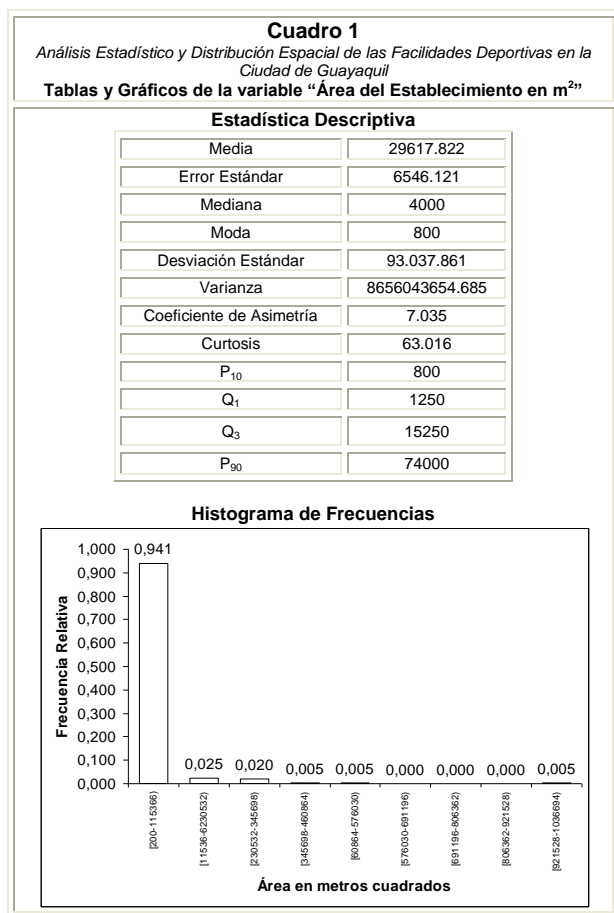 Cuadro 1
Análisis Estadístico y Distribución Espacial de las Facilidades Deportivas en la
Ciudad de Guayaquil
Tablas y Gráficos de la variable “Área del Establecimiento en m²”
Estadística Descriptiva
Media 29617.822
Error Estándar 6546.121
Mediana 4000
Moda 800
Desviación Estándar 93.037.861
Varianza 8656043654.685
Coeficiente de Asimetría 7.035
Curtosis 63.016
P₁₀ 800
Q₁ 1250
Q₃ 15250
P₉₀ 74000
Histograma de Frecuencias
Frecuencia Relativa
1,000
0,900
0,800
0,700
0,600
0,500
0,400
0,300
0,200
0,100
0,000
0,941
0,025
0,020
0,005
0,005
0,000
0,000
0,000
0,005
[200-115366)
[11536-6230532)
[230532-345698)
[345698-460864)
[60864-576030)
[576030-691196)
[691196-806362)
[806362-921528)
[921528-1036694)
Área en metros cuadrados